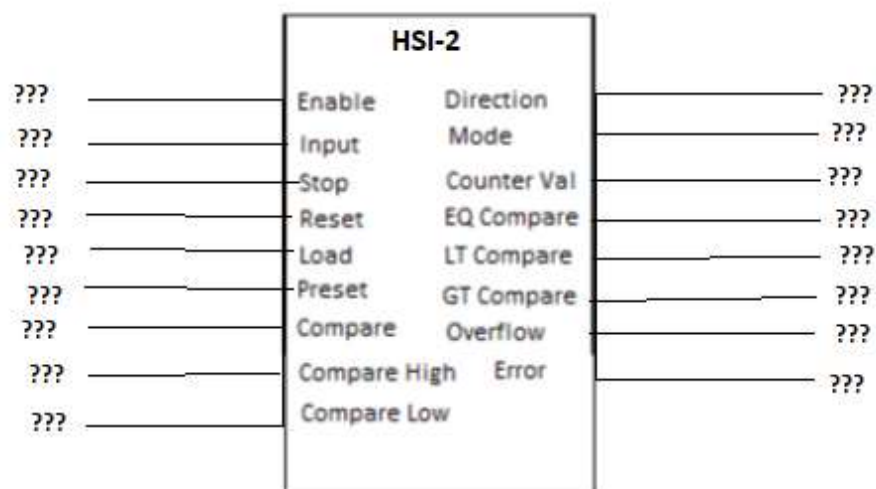 HSI-2
??? Enable Direction ???
??? Input Mode ???
??? Stop Counter Val ???
??? Reset EQ Compare ???
??? Load LT Compare ???
??? Preset GT Compare ???
??? Compare Overflow ???
??? Compare High Error ???
??? Compare Low